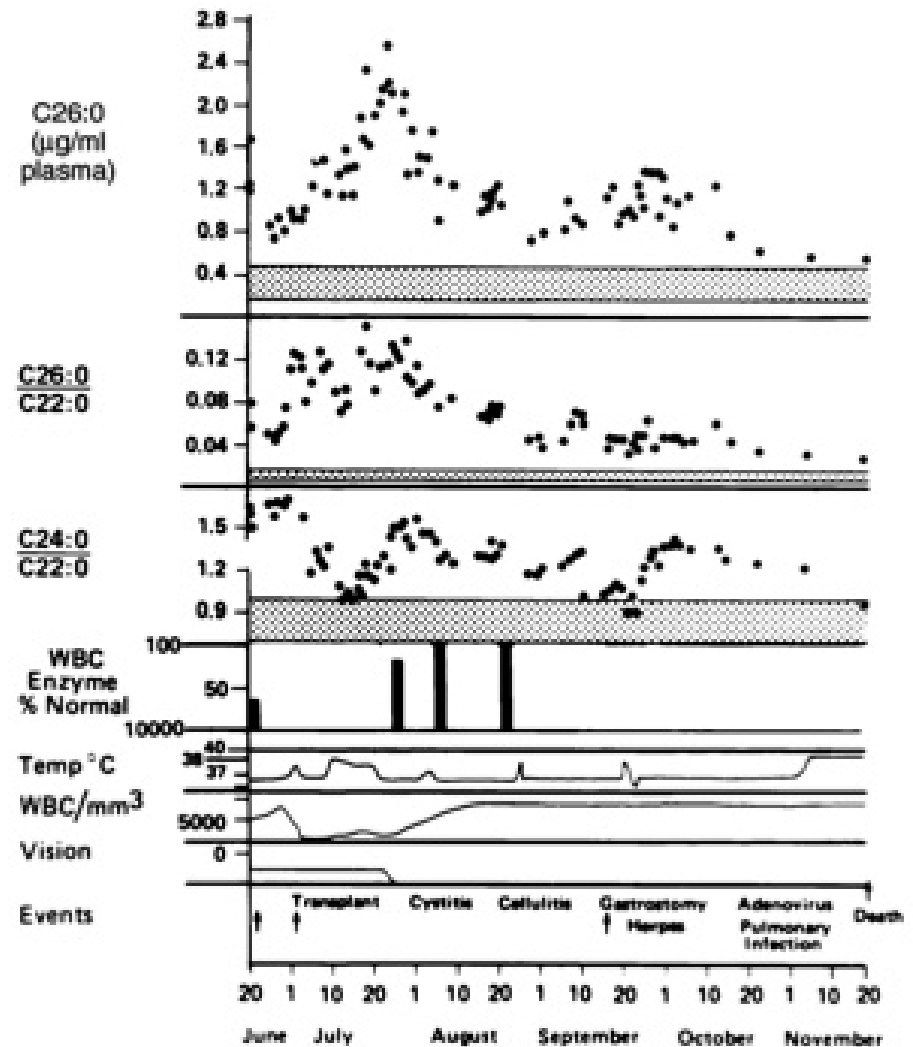 2.8
2.4
2.0
1.6
1.2
0.8
0.4
C26:0
(µg/ml
plasma)
0.12
0.08
0.04
C26:0
C22:0
1.5
1.2
0.9
C24:0
C22:0
100
50
10000
WBC
Enzyme
% Normal
40
38
37
Temp °C
WBC/mm3
5000
Vision
0
Events
Transplant Cystitis Cellulitis Gastrostomy Adenovirus Death
Herpes Pulmonary
Infection
20 1 10 20 1 10 20 1 10 20 1 10 20 1 10 20
June July August September October November